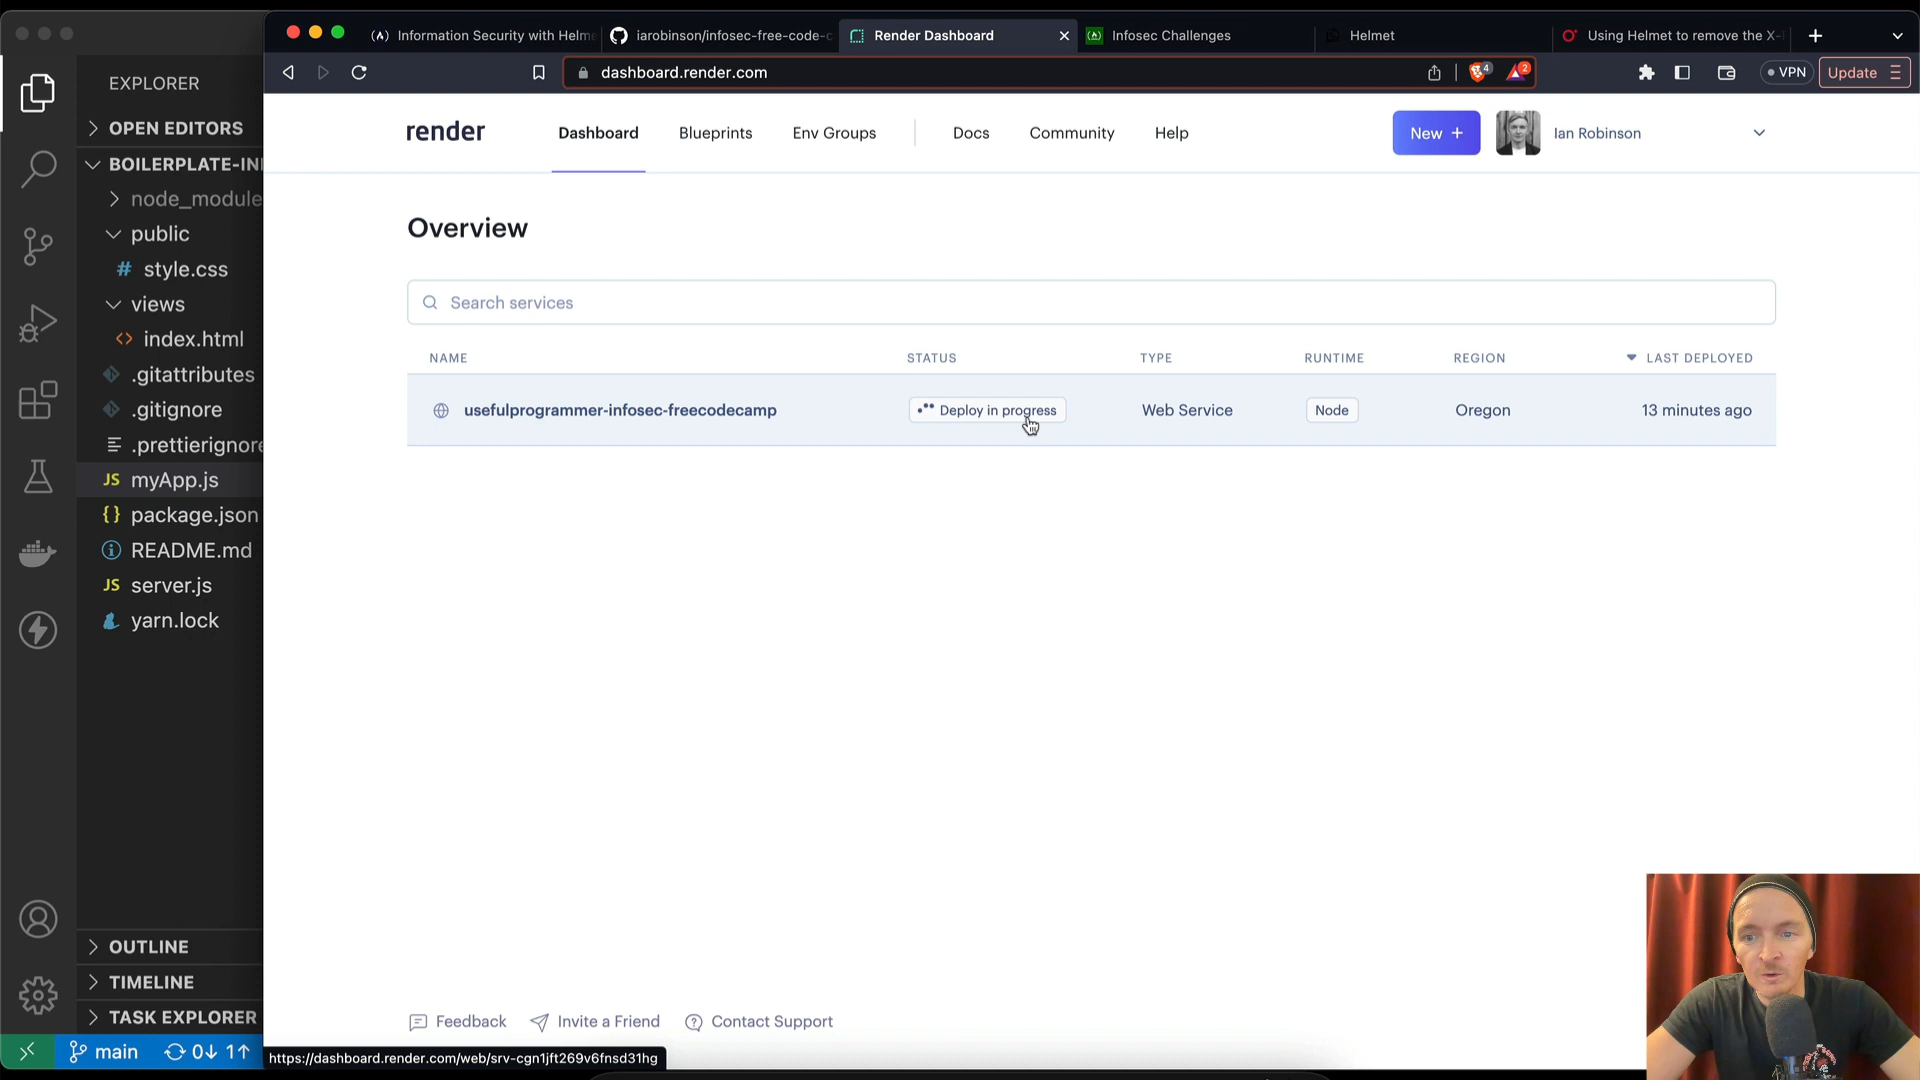 EXPLORER
OPEN EDITORS
BOILERPLATE-IN
node_module
public
# style.css
views
<> index.html
.gitattributes
.gitignore
.prettierignore
JS myApp.js
{} package.json
README.md
JS server.js
yarn.lock
OUTLINE
TIMELINE
TASK EXPLORER
main 0↓ 1↑
Information Security with Helme
iarobinson/infosec-free-code-c
Render Dashboard
Infosec Challenges
Helmet
Using Helmet to remove the X-
dashboard.render.com
4
2
VPN
Update
render
Dashboard
Blueprints
Env Groups
Docs
Community
Help
New +
Ian Robinson
Overview
Search services
NAME STATUS TYPE RUNTIME REGION LAST DEPLOYED
usefulprogrammer-infosec-freecodecamp Deploy in progress Web Service Node Oregon 13 minutes ago
Feedback
Invite a Friend
Contact Support
https://dashboard.render.com/web/srv-cgn1jft269v6fnsd31hg